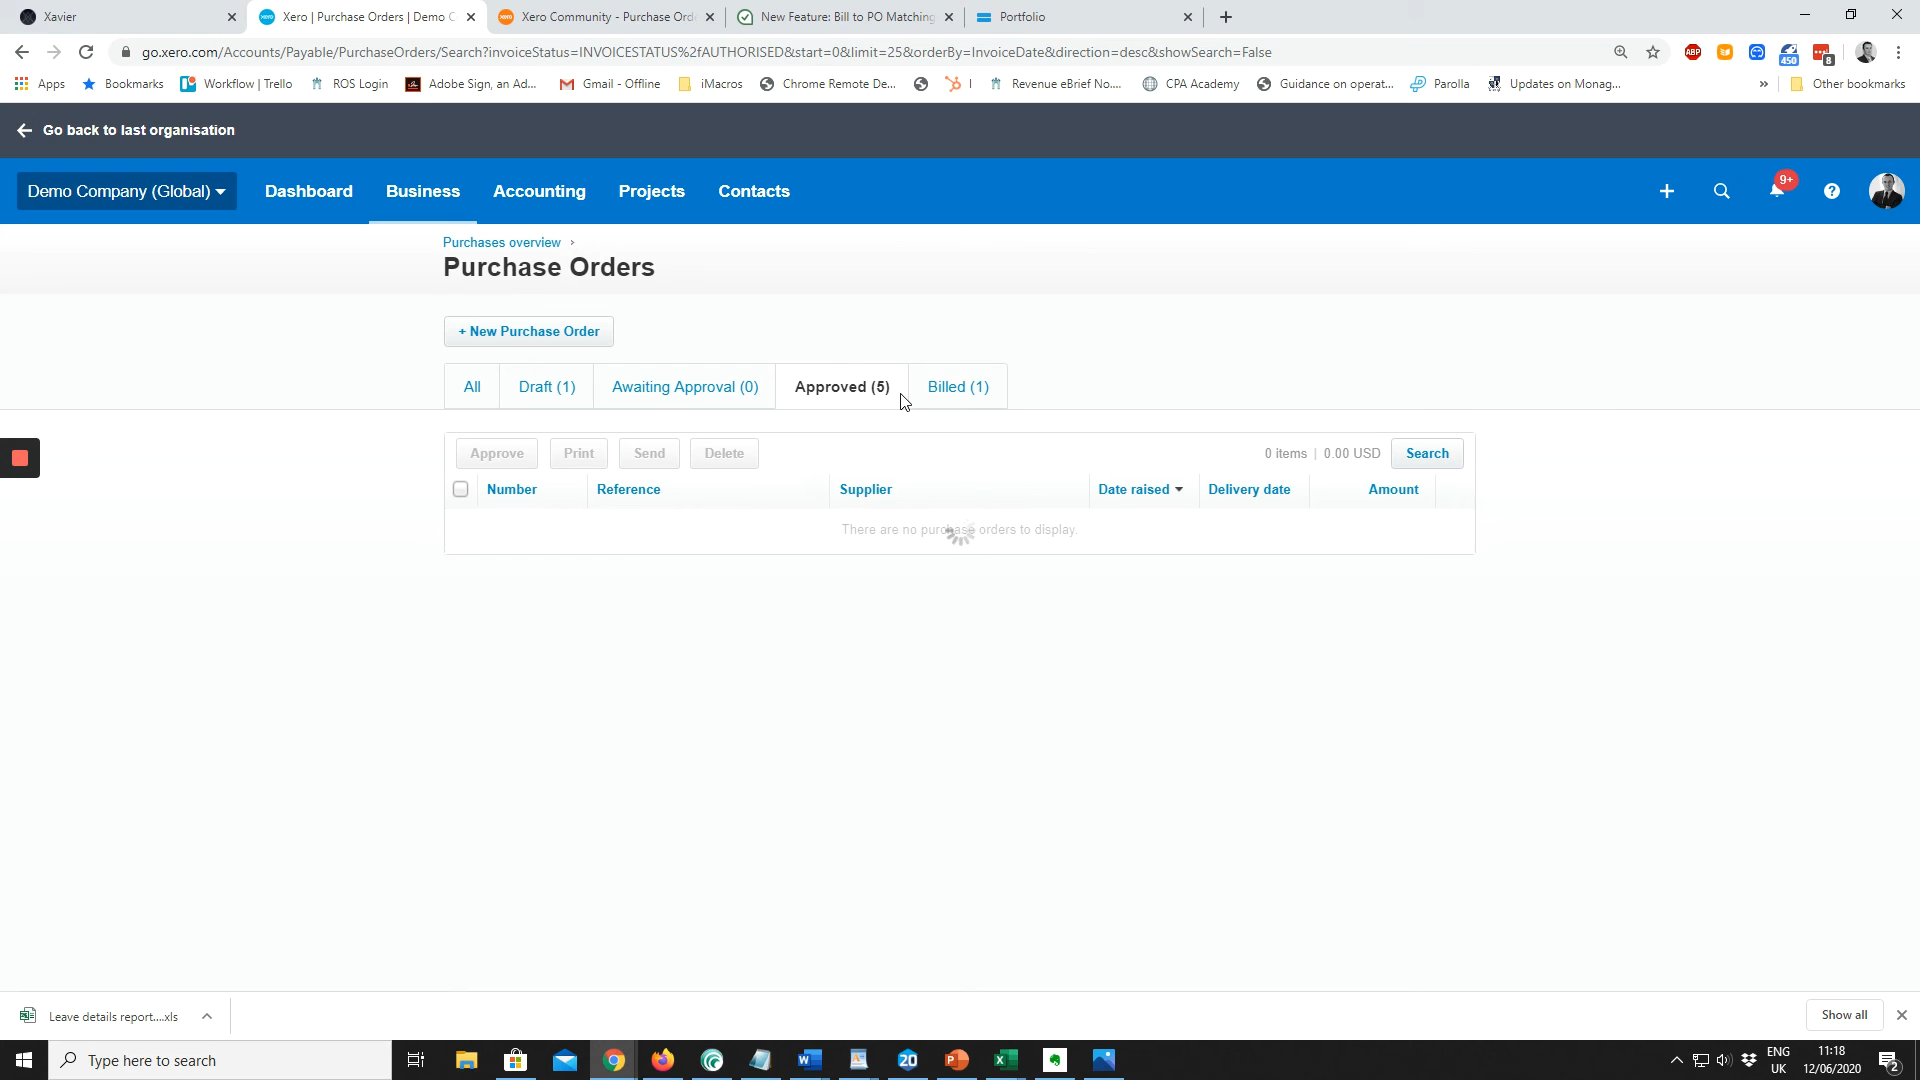 Xavier
Xero | Purchase Orders | Demo C
Xero Community - Purchase Ord
New Feature: Bill to PO Matching
Portfolio
go.xero.com/Accounts/Payable/PurchaseOrders/Search?invoiceStatus=INVOICESTATUS%2fAUTHORISED&start=0&limit=25&orderBy=InvoiceDate&direction=desc&showSearch=False
ABP
450
8
Apps
Bookmarks
Workflow | Trello
ROS Login
Adobe Sign, an Ad...
Gmail - Offline
iMacros
Chrome Remote De...
I
Revenue eBrief No....
CPA Academy
Guidance on operat...
Parolla
Updates on Monag...
»
Other bookmarks
Go back to last organisation
Demo Company (Global)
Dashboard
Business
Accounting
Projects
Contacts
9+
Purchases overview ›
Purchase Orders
+ New Purchase Order
All
Draft (1)
Awaiting Approval (0)
Approved (5)
Billed (1)
Approve
Print
Send
Delete
0 items | 0.00 USD
Search
Number
Reference
Supplier
Date raised
Delivery date
Amount
There are no purchase orders to display.
Leave details report....xls
Show all
Type here to search
20
ENG
UK
11:18
12/06/2020
2